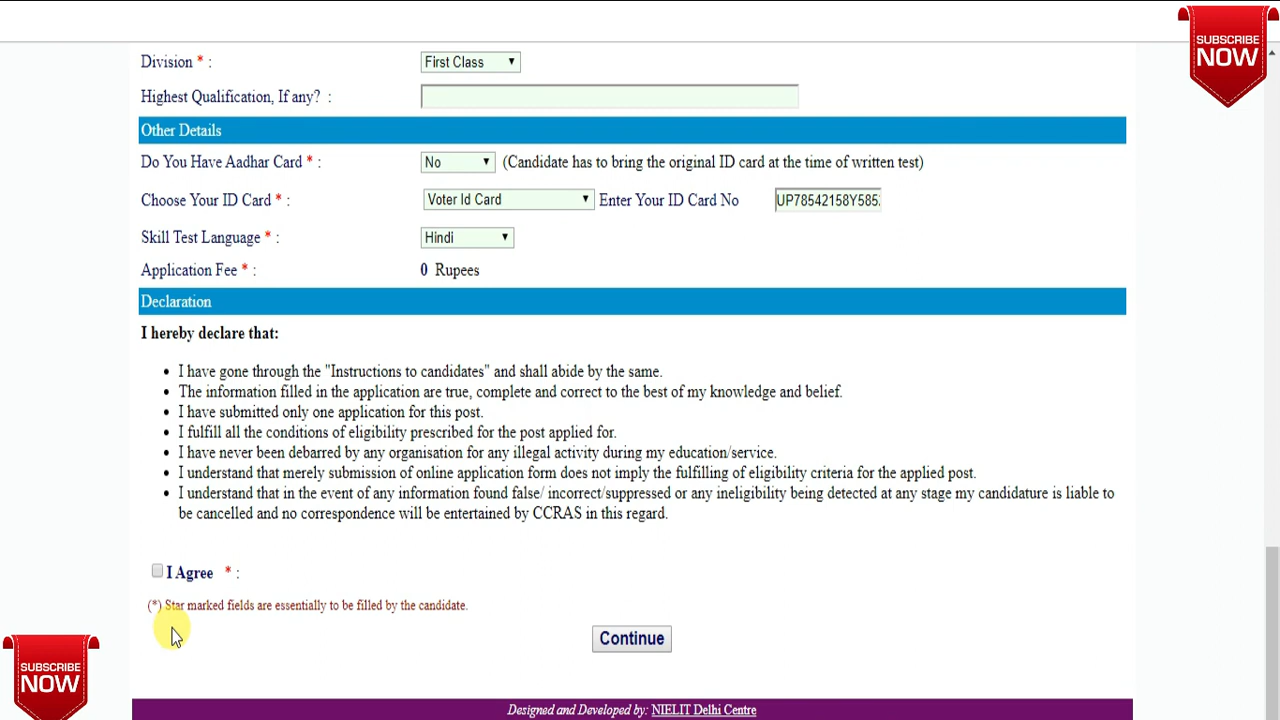 SUBSCRIBE
NOW
Division * : First Class
Highest Qualification, If any? :
Other Details
Do You Have Aadhar Card * : No (Candidate has to bring the original ID card at the time of written test)
Choose Your ID Card * : Voter Id Card Enter Your ID Card No UP78542158Y585
Skill Test Language * : Hindi
Application Fee * : 0 Rupees
Declaration
I hereby declare that:
• I have gone through the "Instructions to candidates" and shall abide by the same.
• The information filled in the application are true, complete and correct to the best of my knowledge and belief.
• I have submitted only one application for this post.
• I fulfill all the conditions of eligibility prescribed for the post applied for.
• I have never been debarred by any organisation for any illegal activity during my education/service.
• I understand that merely submission of online application form does not imply the fulfilling of eligibility criteria for the applied post.
• I understand that in the event of any information found false/ incorrect/suppressed or any ineligibility being detected at any stage my candidature is liable to
be cancelled and no correspondence will be entertained by CCRAS in this regard.
I Agree * :
(*) Star marked fields are essentially to be filled by the candidate.
Continue
SUBSCRIBE
NOW
Designed and Developed by: NIELIT Delhi Centre